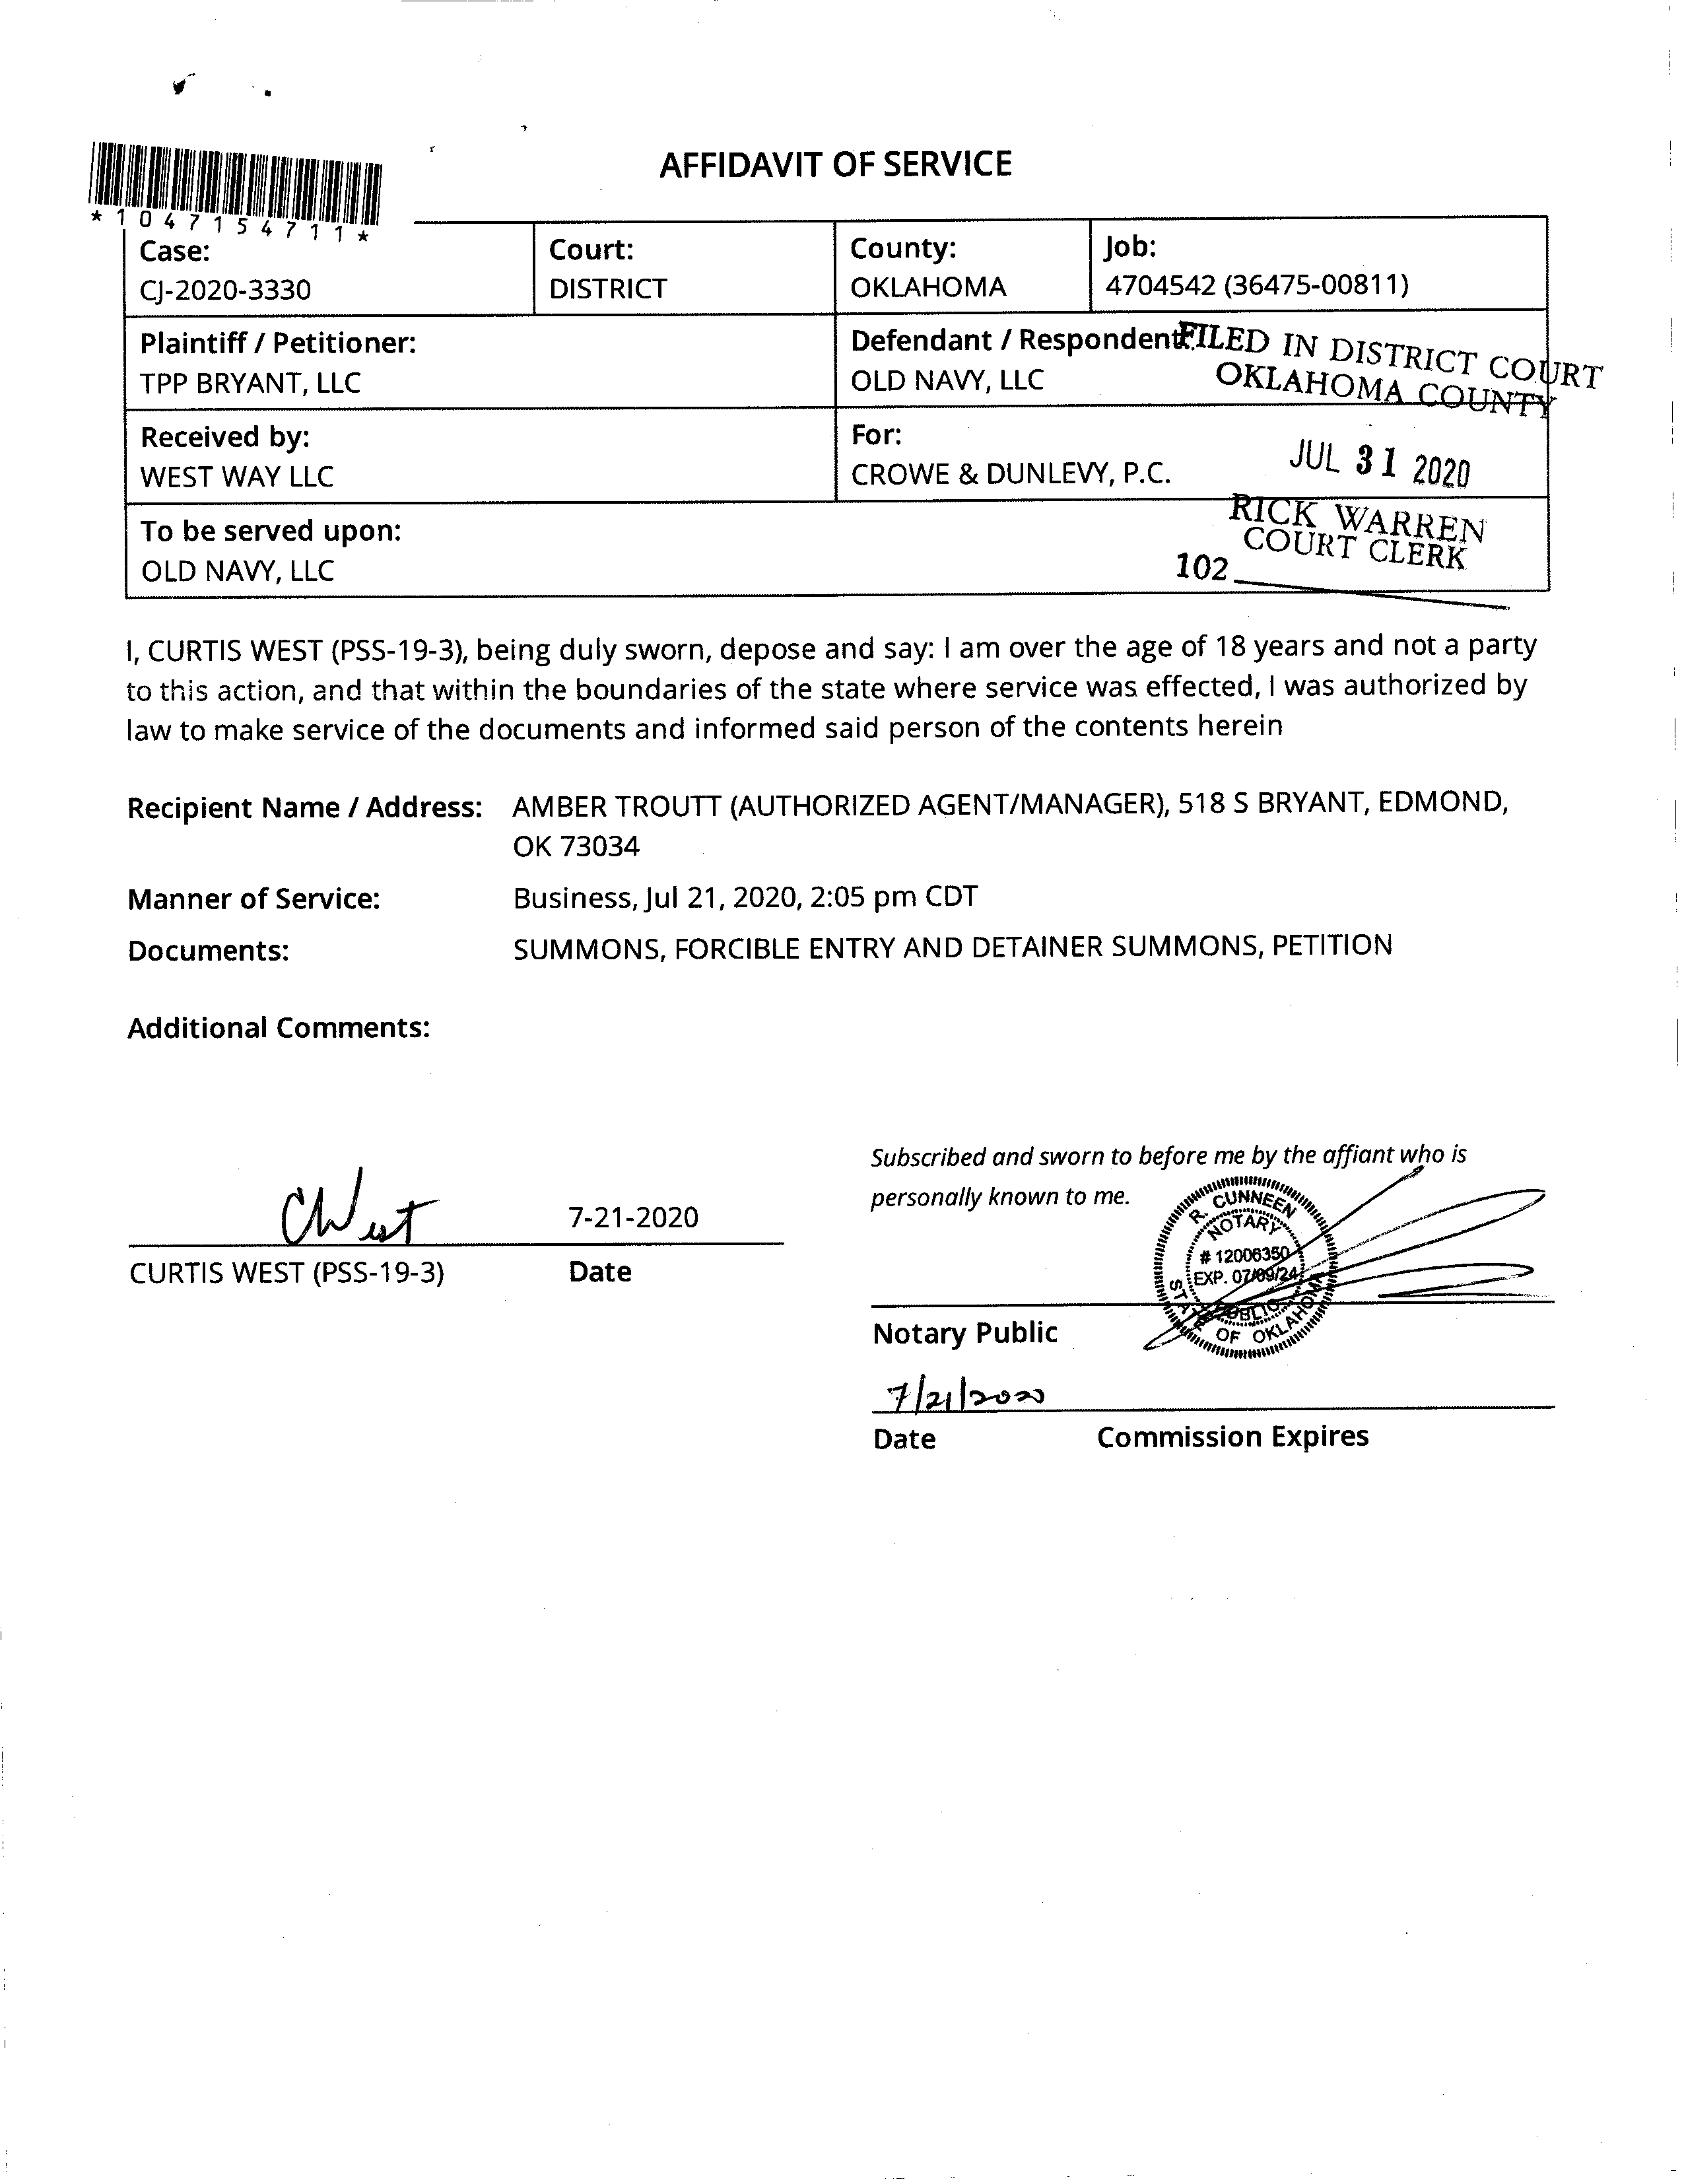 *1047154711*
AFFIDAVIT OF SERVICE
Case:
CJ-2020-3330
Court:
DISTRICT
County:
OKLAHOMA
Job:
4704542 (36475-00811)
Plaintiff / Petitioner:
TPP BRYANT, LLC
Defendant / Respondent:
OLD NAVY, LLC
FILED IN DISTRICT COURT
OKLAHOMA COUNTY
Received by:
WEST WAY LLC
For:
CROWE & DUNLEVY, P.C.
JUL 31 2020
To be served upon:
OLD NAVY, LLC
RICK WARREN
COURT CLERK
102
I, CURTIS WEST (PSS-19-3), being duly sworn, depose and say: I am over the age of 18 years and not a party
to this action, and that within the boundaries of the state where service was effected, I was authorized by
law to make service of the documents and informed said person of the contents herein
Recipient Name / Address: AMBER TROUTT (AUTHORIZED AGENT/MANAGER), 518 S BRYANT, EDMOND,
OK 73034
Manner of Service: Business, Jul 21, 2020, 2:05 pm CDT
Documents: SUMMONS, FORCIBLE ENTRY AND DETAINER SUMMONS, PETITION
Additional Comments:
CWest
7-21-2020
CURTIS WEST (PSS-19-3)
Date
Subscribed and sworn to before me by the affiant who is
personally known to me.
R. CUNNEEN
NOTARY
# 12006350
EXP. 07/09/24
PUBLIC
STATE OF OKLAHOMA
Notary Public
7/21/2020
Date Commission Expires